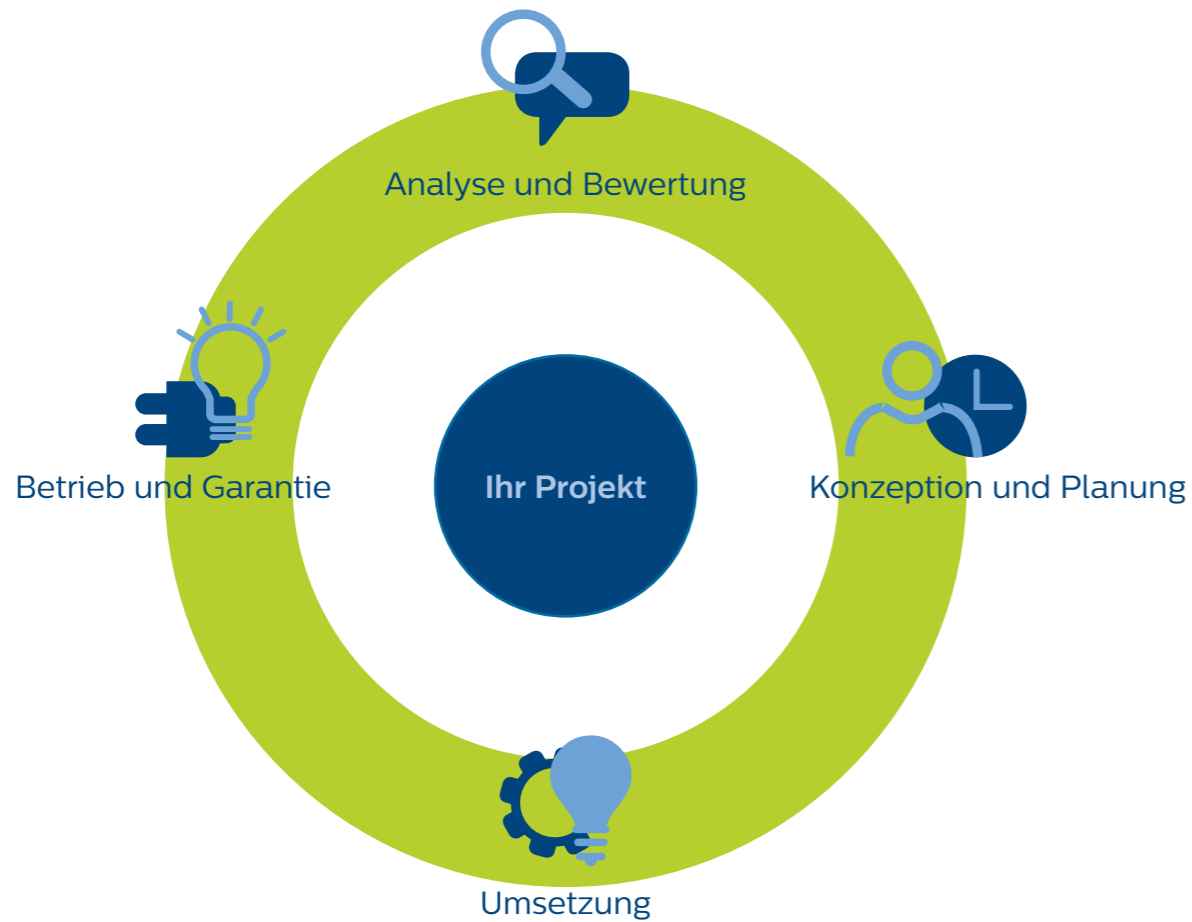 Analyse und Bewertung
Betrieb und Garantie
Ihr Projekt
Konzeption und Planung
Umsetzung